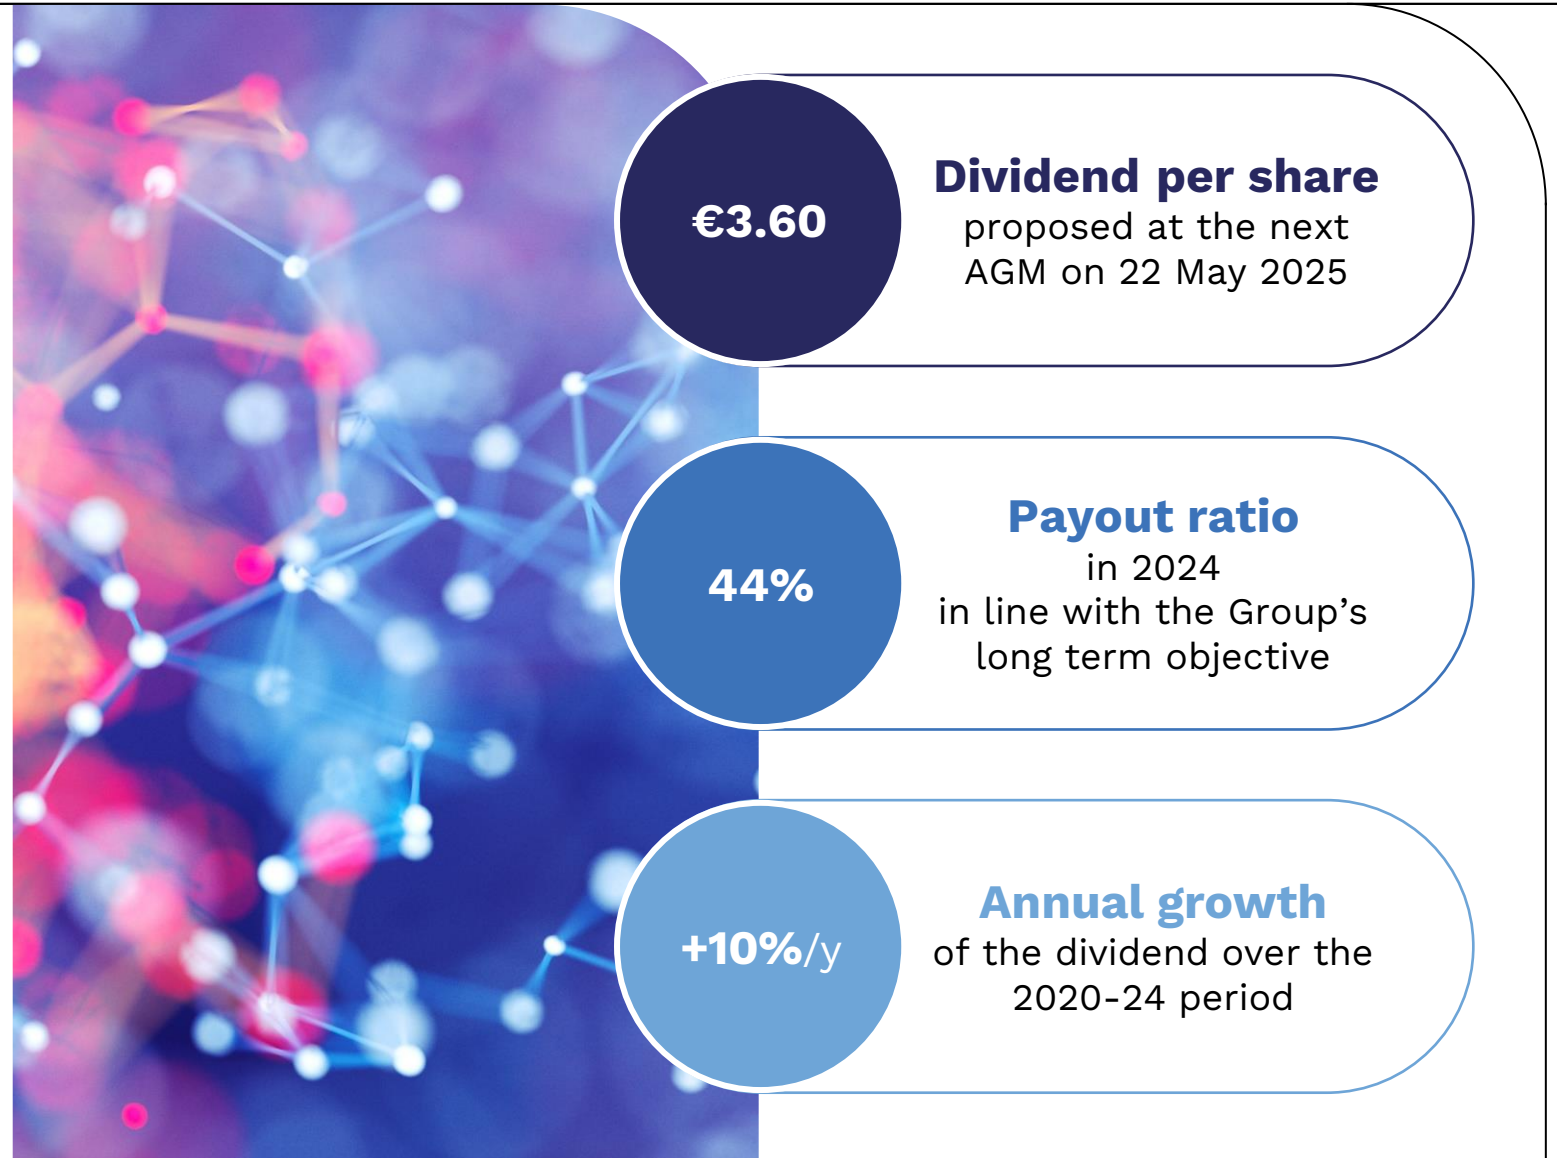 €3.60
Dividend per share
proposed at the next
AGM on 22 May 2025
44%
Payout ratio
in 2024
in line with the Group’s
long term objective
+10%/y
Annual growth
of the dividend over the
2020-24 period